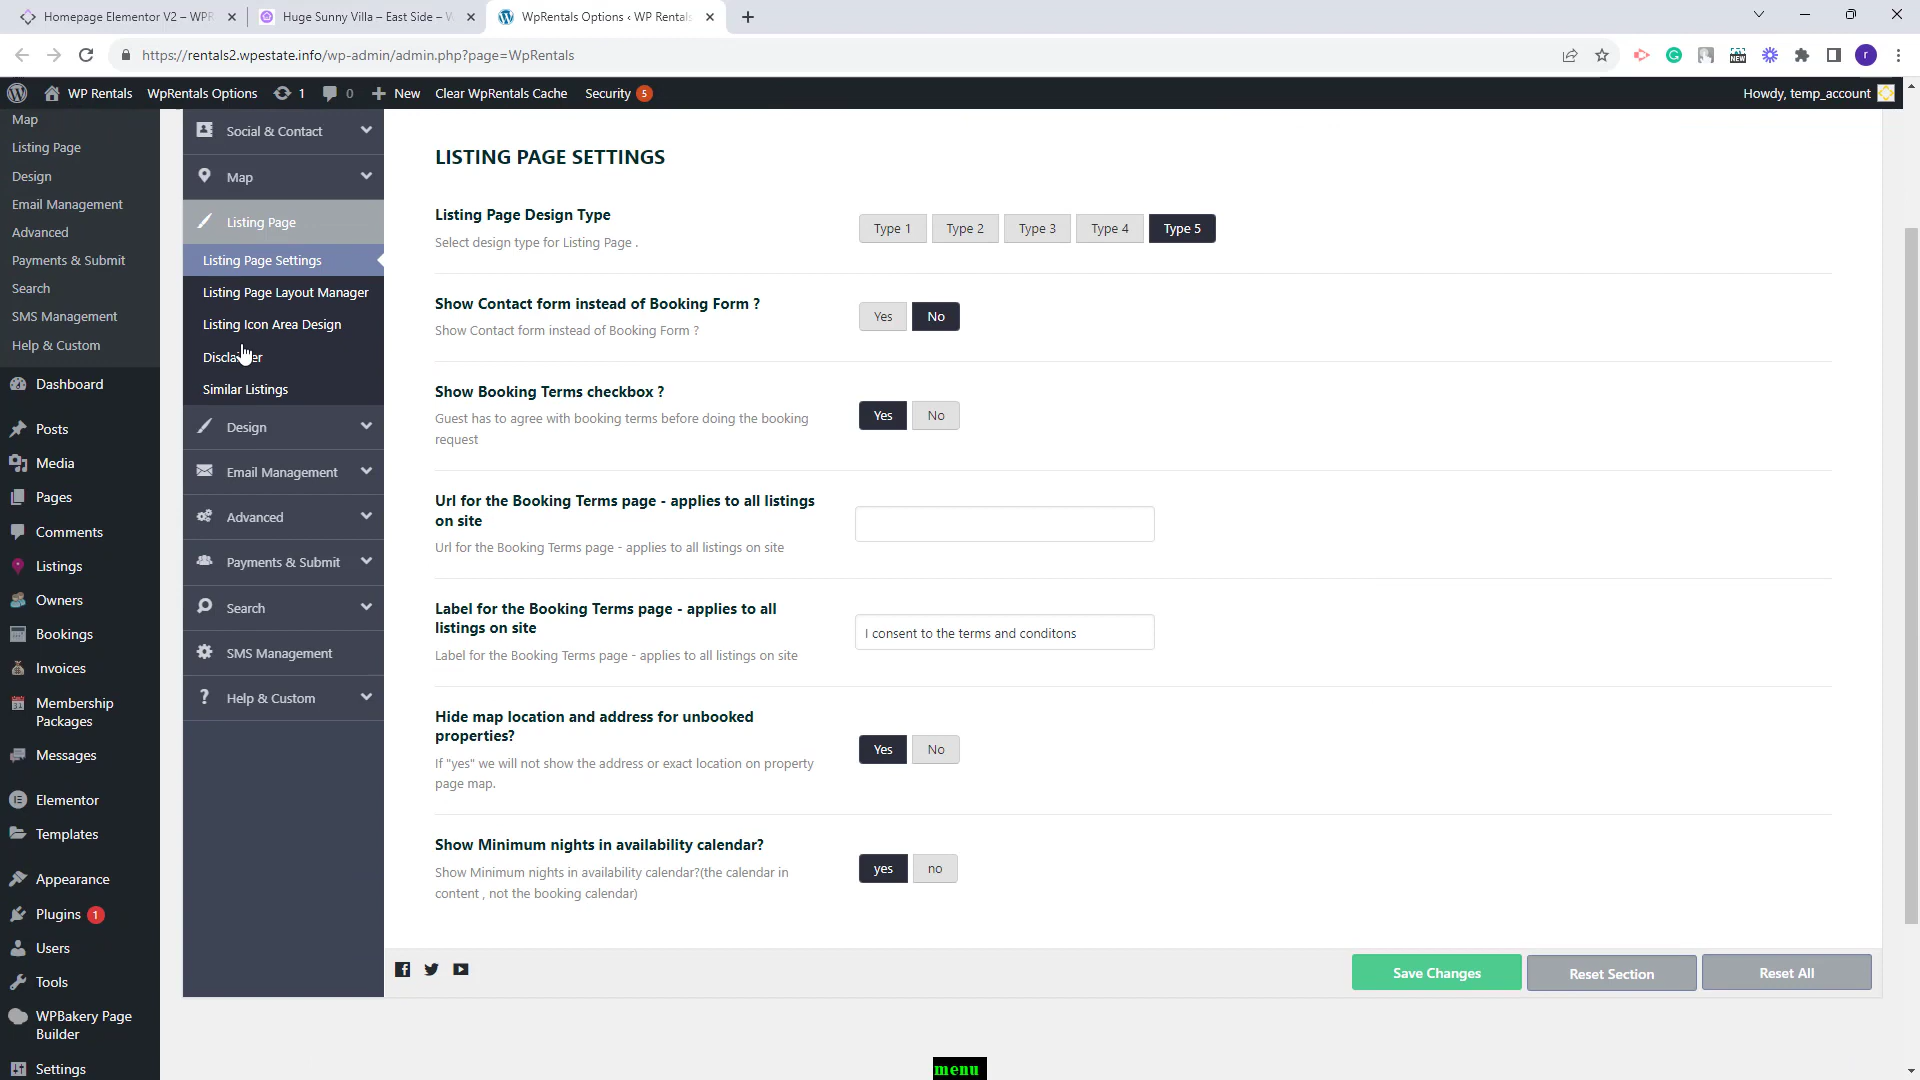 Homepage Elementor V2 – WPR
Huge Sunny Villa – East Side – W
WpRentals Options ‹ WP Rentals
https://rentals2.wpestate.info/wp-admin/admin.php?page=WpRentals
NEW
r
WP Rentals
WpRentals Options
1
0
New
Clear WpRentals Cache
Security 5
Howdy, temp_account
Map
Listing Page
Design
Email Management
Advanced
Payments & Submit
Search
SMS Management
Help & Custom
Dashboard
Posts
Media
Pages
Comments
Listings
Owners
Bookings
Invoices
Membership
Packages
Messages
Elementor
Templates
Appearance
Plugins 1
Users
Tools
WPBakery Page
Builder
Settings
Social & Contact
Map
Listing Page
Listing Page Settings
Listing Page Layout Manager
Listing Icon Area Design
Similar Listings
Design
Email Management
Advanced
Payments & Submit
Search
SMS Management
Help & Custom
LISTING PAGE SETTINGS
Listing Page Design Type
Select design type for Listing Page .
Type 1 Type 2 Type 3 Type 4 Type 5
Show Contact form instead of Booking Form ?
Show Contact form instead of Booking Form ?
Yes No
Show Booking Terms checkbox ?
Guest has to agree with booking terms before doing the booking
request
Yes No
Url for the Booking Terms page - applies to all listings
on site
Url for the Booking Terms page - applies to all listings on site
Label for the Booking Terms page - applies to all
listings on site
Label for the Booking Terms page - applies to all listings on site
I consent to the terms and conditons
Hide map location and address for unbooked
properties?
If "yes" we will not show the address or exact location on property
page map.
Yes No
Show Minimum nights in availability calendar?
Show Minimum nights in availability calendar?(the calendar in
content , not the booking calendar)
yes no
Save Changes
Reset Section
Reset All
menu